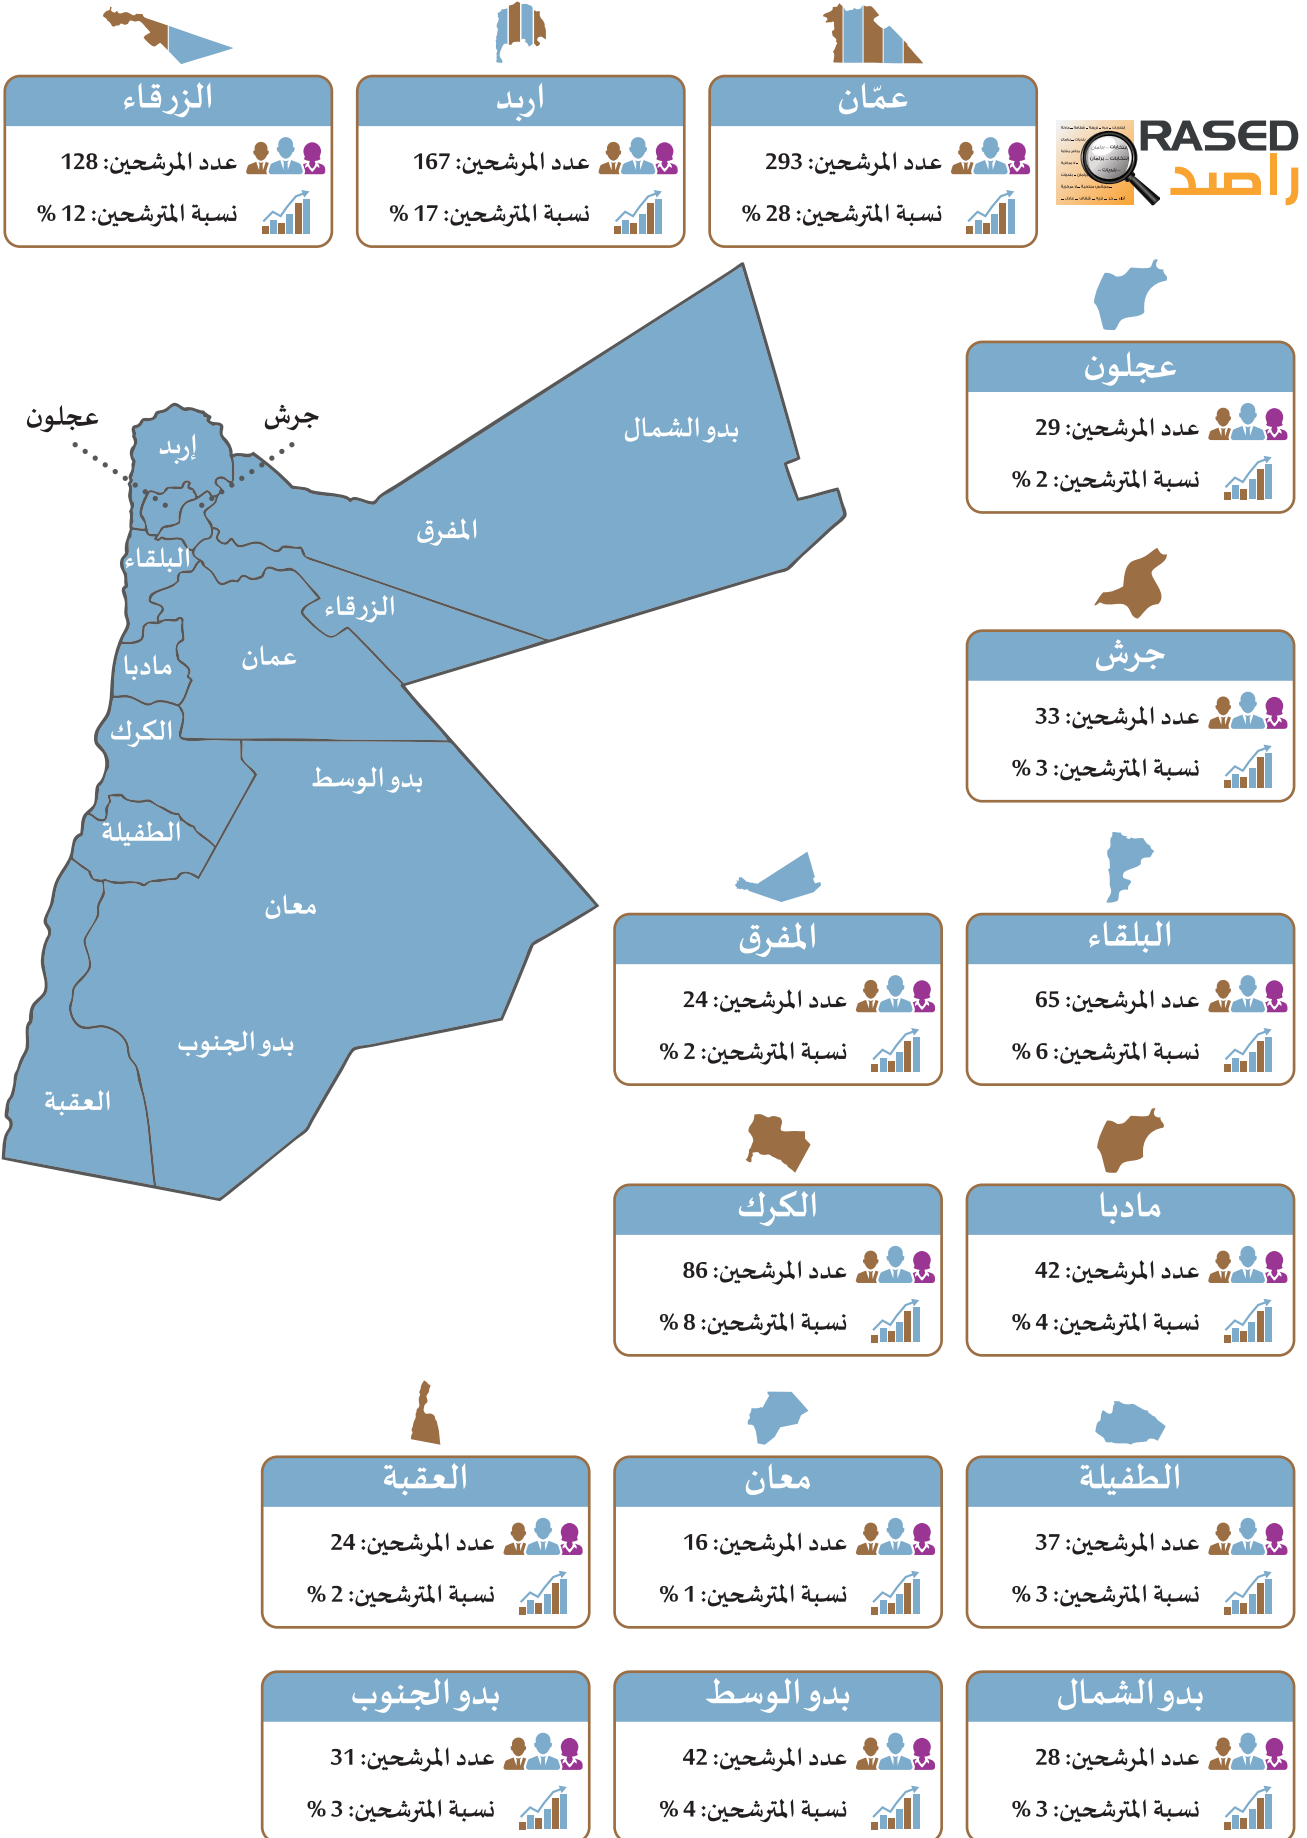 الزرقاء
عدد المرشحين: 128
نسبة المترشحين: 12 %
اربد
عدد المرشحين: 167
نسبة المترشحين: 17 %
عمّان
عدد المرشحين: 293
نسبة المترشحين: 28 %
RASED
راصد
عجلون
عدد المرشحين: 29
نسبة المترشحين: 2 %
جرش
عدد المرشحين: 33
نسبة المترشحين: 3 %
عجلون
جرش
إربد
بدو الشمال
المفرق
البلقاء
الزرقاء
عمان
مادبا
الكرك
بدو الوسط
الطفيلة
معان
بدو الجنوب
العقبة
البلقاء
عدد المرشحين: 65
نسبة المترشحين: 6 %
المفرق
عدد المرشحين: 24
نسبة المترشحين: 2 %
مادبا
عدد المرشحين: 42
نسبة المترشحين: 4 %
الكرك
عدد المرشحين: 86
نسبة المترشحين: 8 %
الطفيلة
عدد المرشحين: 37
نسبة المترشحين: 3 %
معان
عدد المرشحين: 16
نسبة المترشحين: 1 %
العقبة
عدد المرشحين: 24
نسبة المترشحين: 2 %
بدو الشمال
عدد المرشحين: 28
نسبة المترشحين: 3 %
بدو الوسط
عدد المرشحين: 42
نسبة المترشحين: 4 %
بدو الجنوب
عدد المرشحين: 31
نسبة المترشحين: 3 %